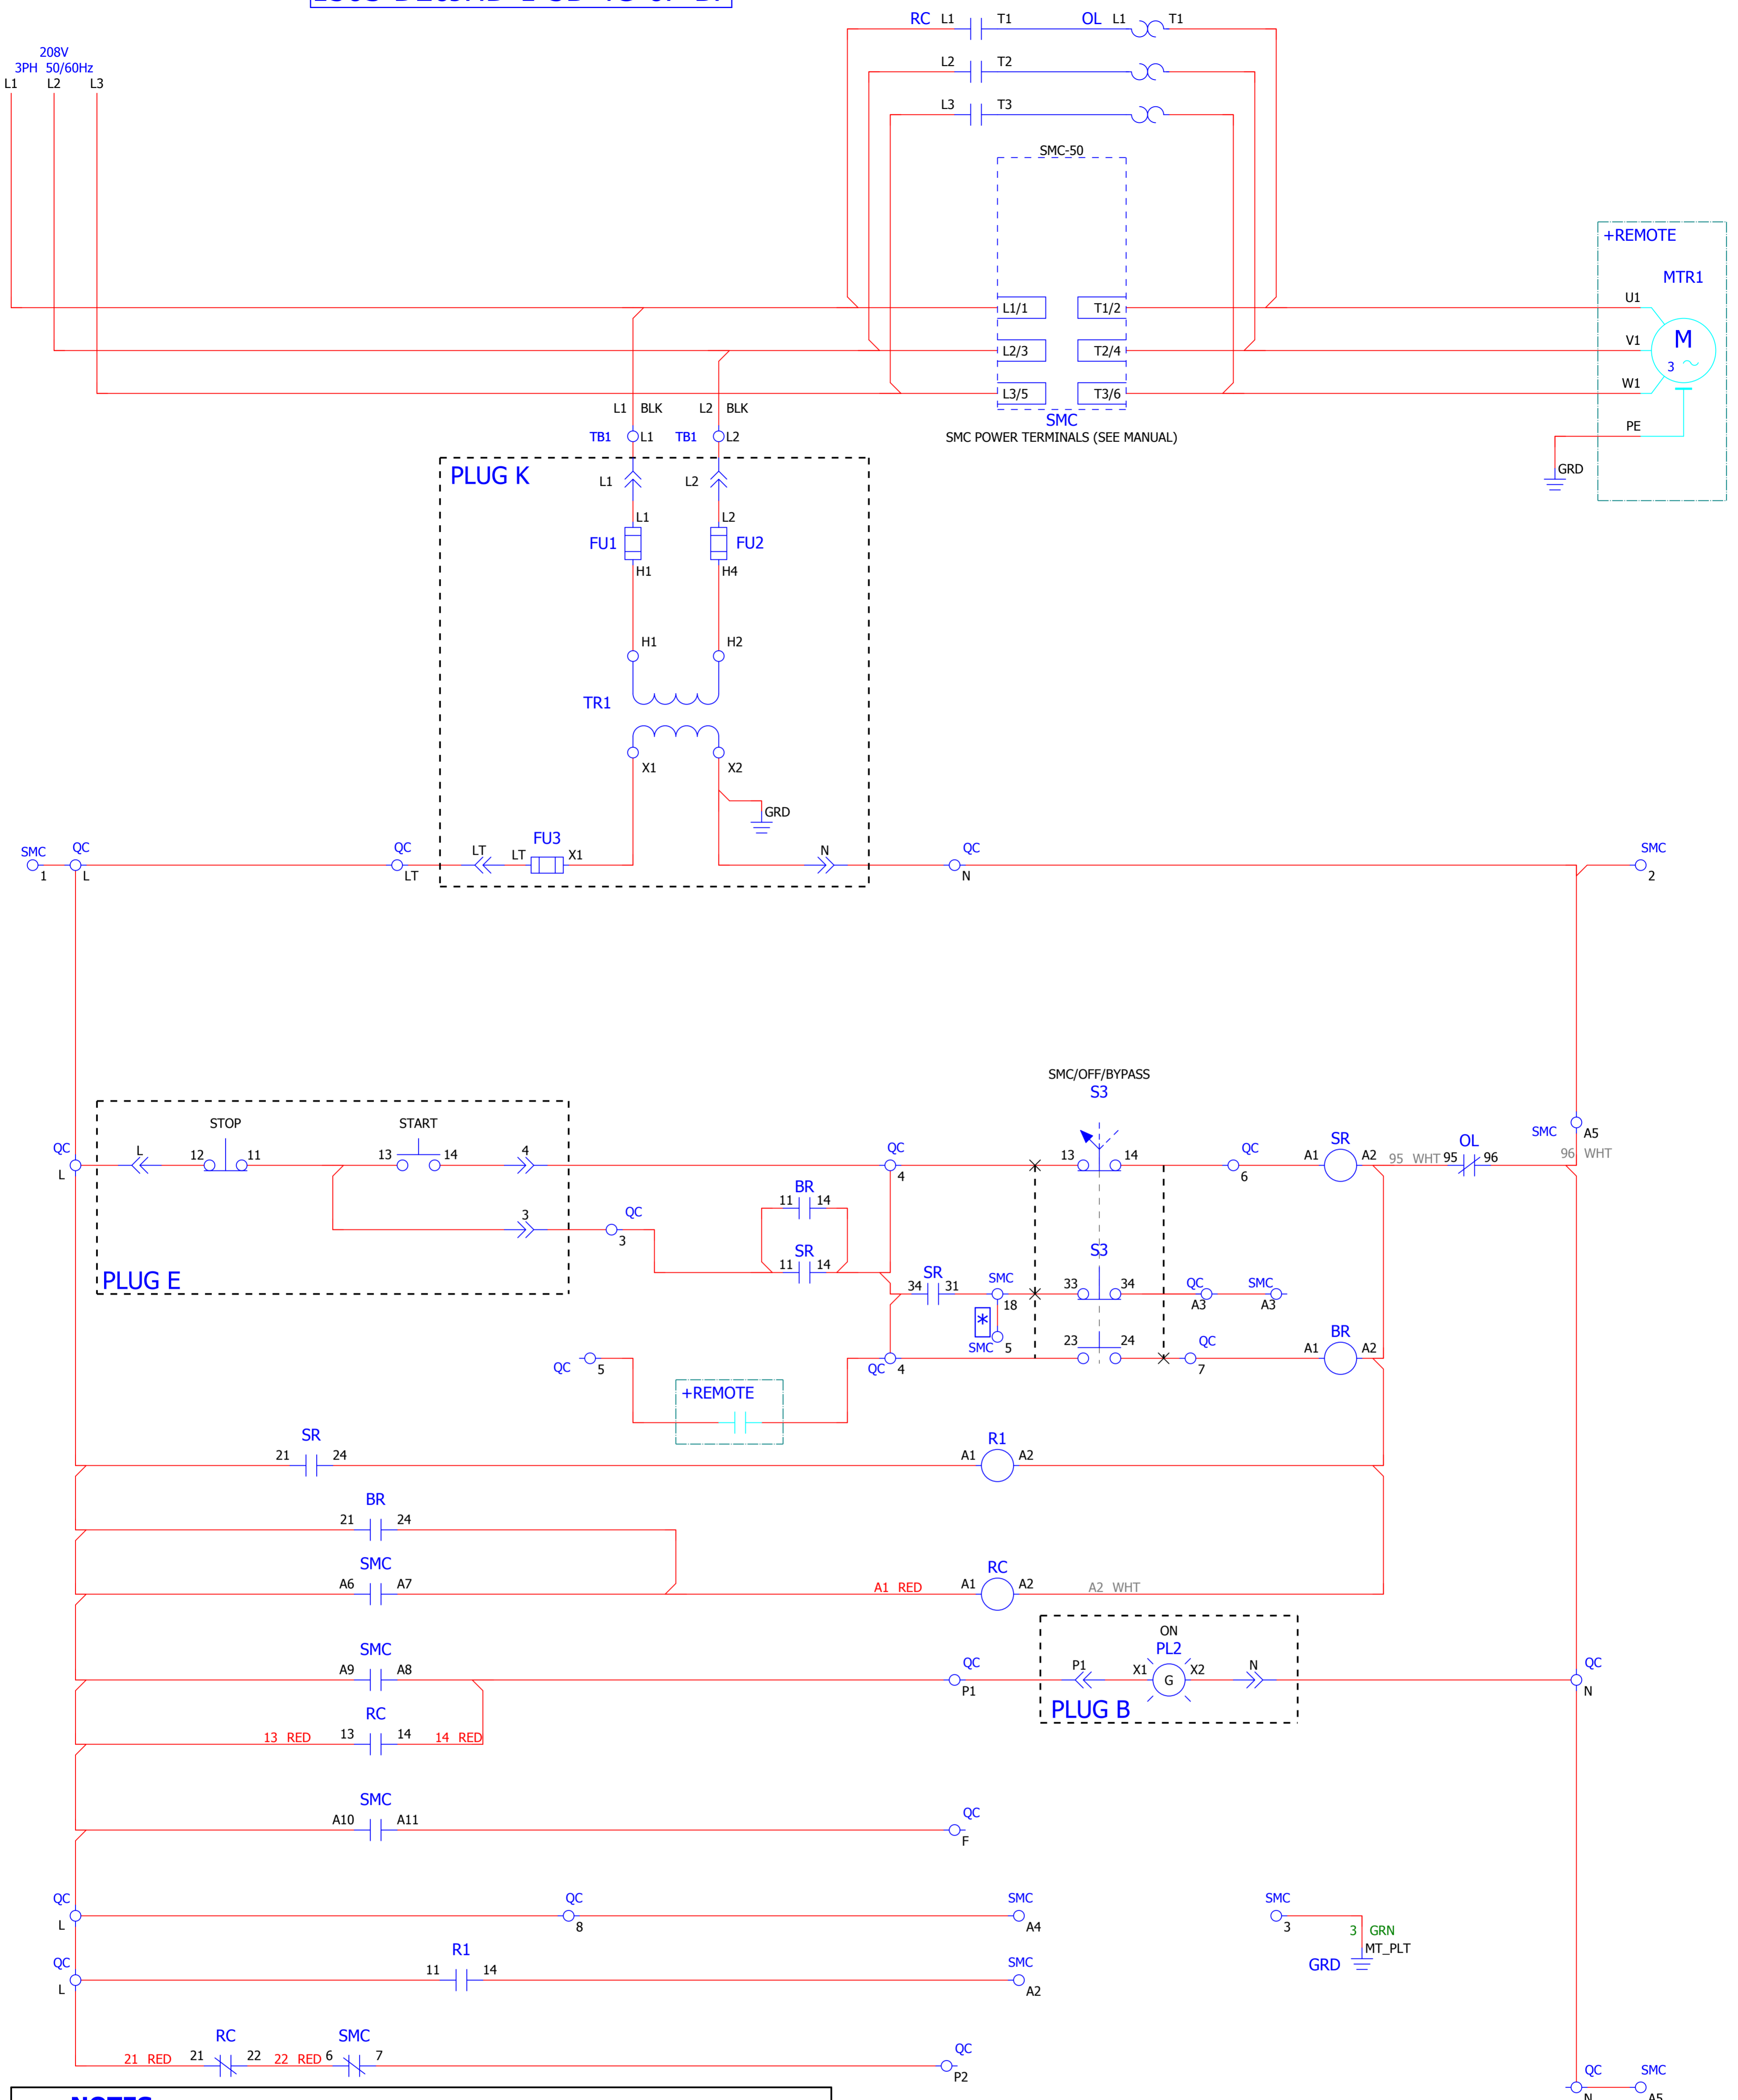 RC L1 T1 OL L1 T1
208V
3PH 50/60Hz
L1 L2 L3
L2 T2
L3 T3
SMC-50
+REMOTE
MTR1
L1/1 T1/2 U1
L2/3 T2/4 V1
M
3
L3/5 T3/6 W1
L1 BLK L2 BLK
SMC
PE
TB1 L1 TB1 L2
SMC POWER TERMINALS (SEE MANUAL)
PLUG K
L1 L2
GRD
L1 L2
FU1 FU2
H1 H4
H1 H2
TR1
X1 X2
GRD
FU3
SMC QC QC LT LT X1 N QC SMC
1 L LT N 2
SMC/OFF/BYPASS
S3
STOP START
SMC A5
QC L 12 11 13 14 4 QC 13 14 QC SR OL
A1 A2 95 WHT 95 96 96 WHT
L 4 6
BR
11 14
3 QC
3
SR
11 14
S3
PLUG E
SR
34 31 SMC 33 34 QC SMC
18 A3 A3
*
SMC 5 23 24 QC BR
A1 A2
QC 5 QC 4 7
+REMOTE
SR R1
21 24 A1 A2
BR
21 24
SMC RC
A6 A7 A1 RED A1 A2 A2 WHT
ON
SMC PL2
A9 A8 QC P1 X1 G X2 N QC
P1 N
PLUG B
RC
13 RED 13 14 14 RED
SMC
A10 A11 QC
F
QC QC SMC SMC
L 8 A4 3
3 GRN
MT_PLT
GRD
QC R1 SMC
11 14
L A2
RC SMC
21 RED 21 22 22 RED 6 7 QC
P2
QC SMC
N A5